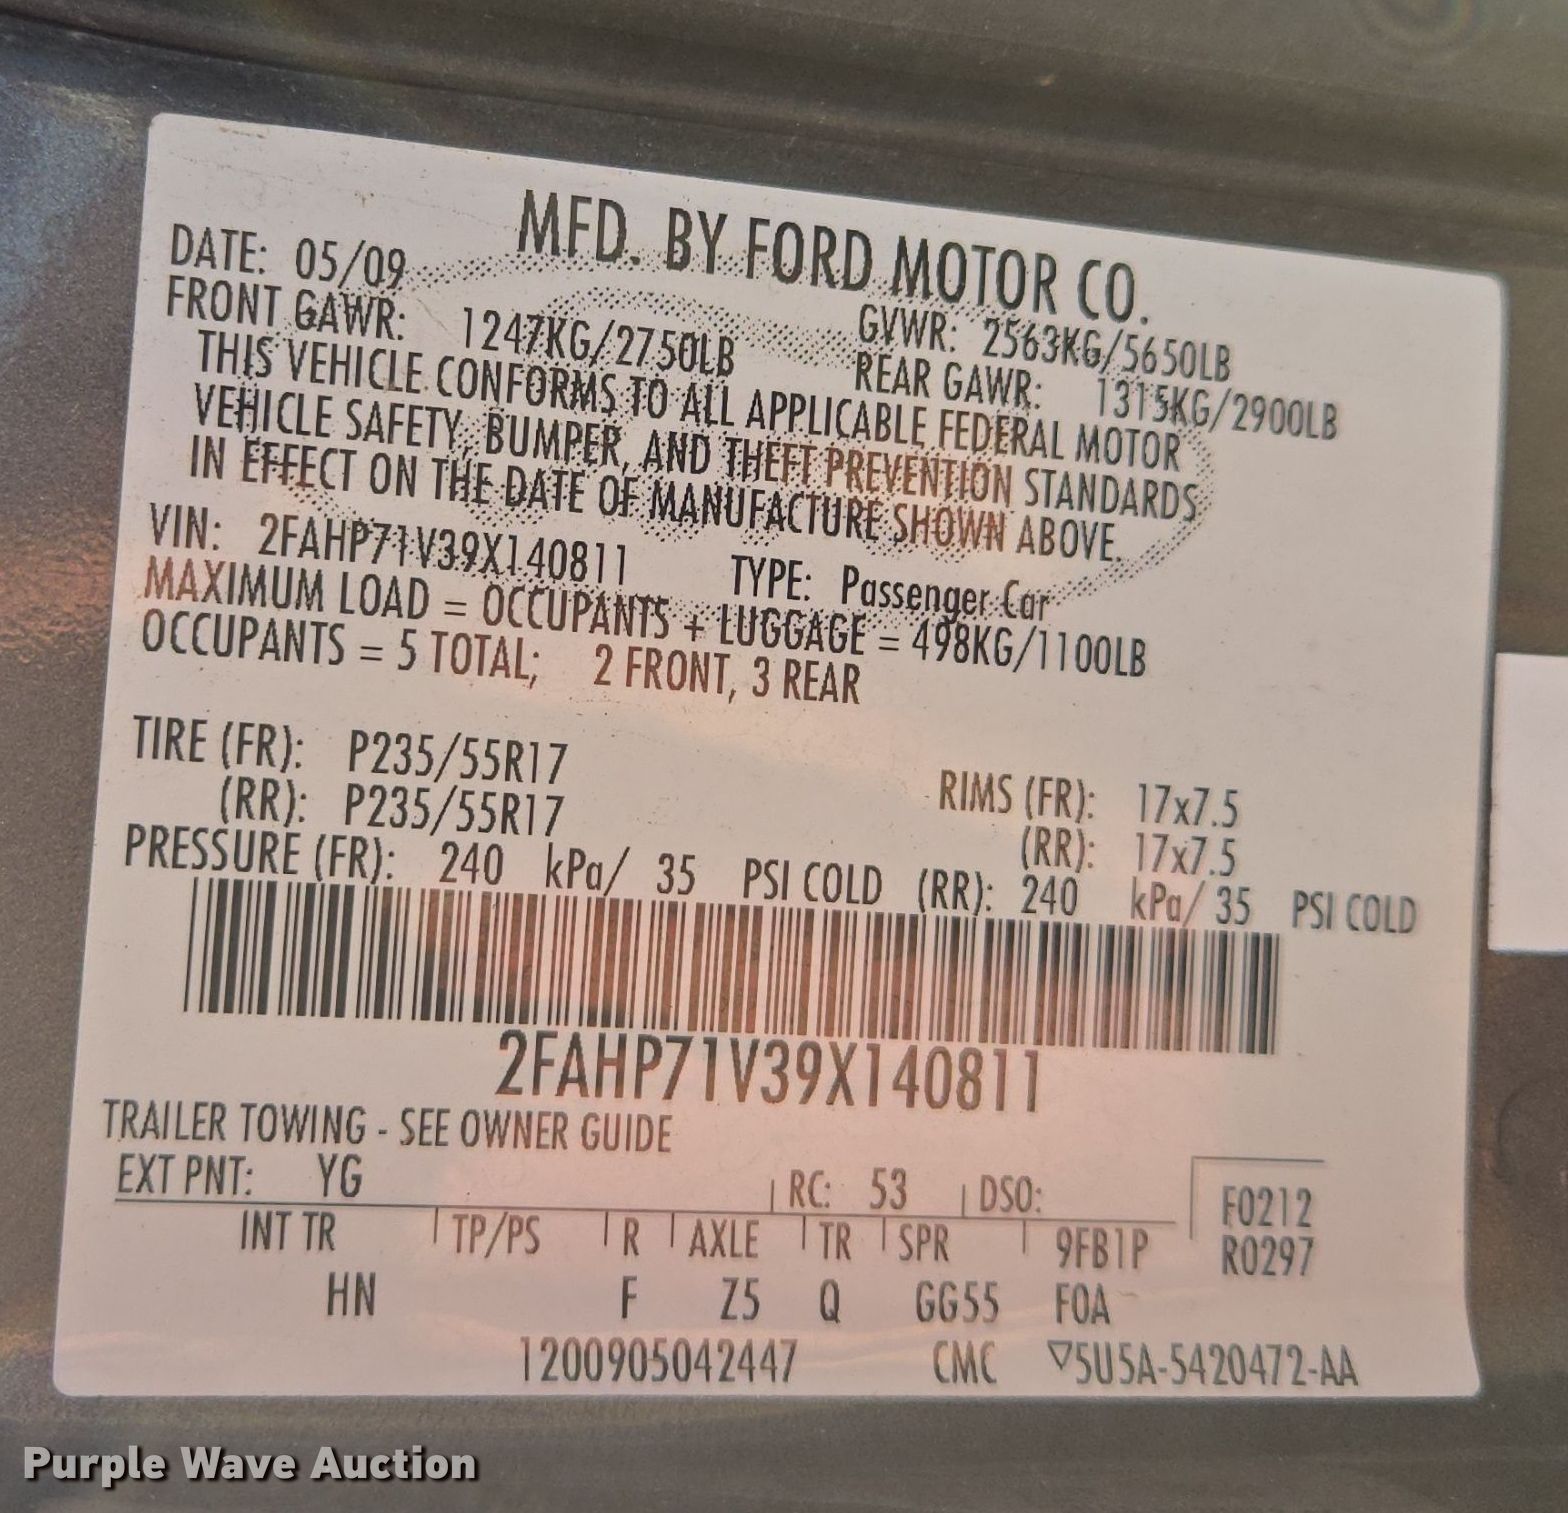 MFD. BY FORD MOTOR CO.
DATE: 05/09 GVWR: 2563KG/5650LB
FRONT GAWR: 1247KG/2750LB REAR GAWR: 1315KG/2900LB
THIS VEHICLE CONFORMS TO ALL APPLICABLE FEDERAL MOTOR
VEHICLE SAFETY, BUMPER, AND THEFT PREVENTION STANDARDS
IN EFFECT ON THE DATE OF MANUFACTURE SHOWN ABOVE.
VIN: 2FAHP71V39X140811 TYPE: Passenger Car
MAXIMUM LOAD = OCCUPANTS + LUGGAGE = 498KG/1100LB
OCCUPANTS = 5 TOTAL; 2 FRONT, 3 REAR
TIRE (FR): P235/55R17 RIMS (FR): 17x7.5
(RR): P235/55R17 (RR): 17x7.5
PRESSURE (FR): 240 kPa/ 35 PSI COLD (RR): 240 kPa/ 35 PSI COLD
2FAHP71V39X140811
TRAILER TOWING - SEE OWNER GUIDE
EXT PNT: YG RC: 53 DSO: F0212
INT TR TP/PS R AXLE TR SPR 9FB1P R0297
HN F Z5 Q GG55 FOA
1200905042447 CMC ▽5U5A-5420472-AA
Purple Wave Auction